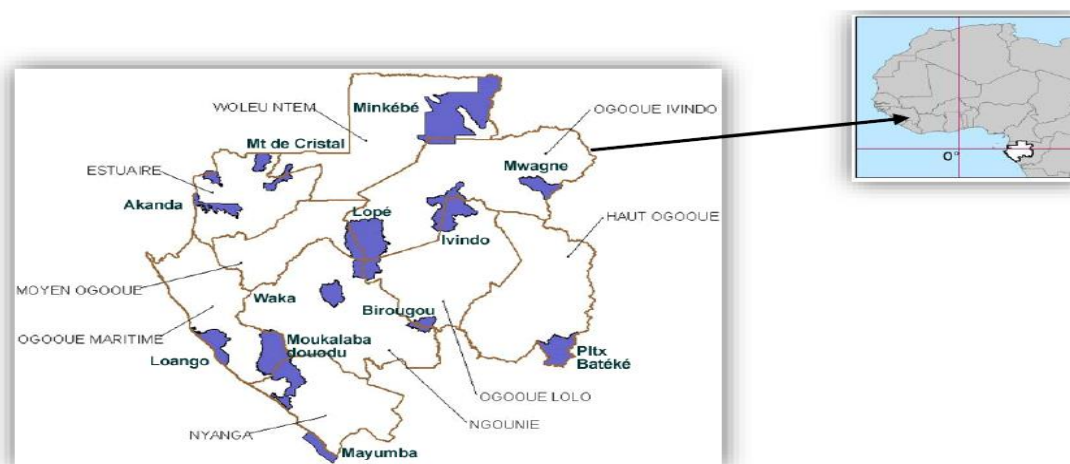 WOLEU NTEM
Minkébé
OGOOUE IVINDO
Mt de Cristal
ESTUAIRE
Mwagne
Akanda
Lopé
HAUT OGOOUE
Ivindo
MOYEN OGOOUE
Waka
Birougou
OGOOUE MARITIME
Moukalaba
douodu
Loango
Pltx
Batéké
OGOOUE LOLO
NGOUNIE
NYANGA
Mayumba
0°